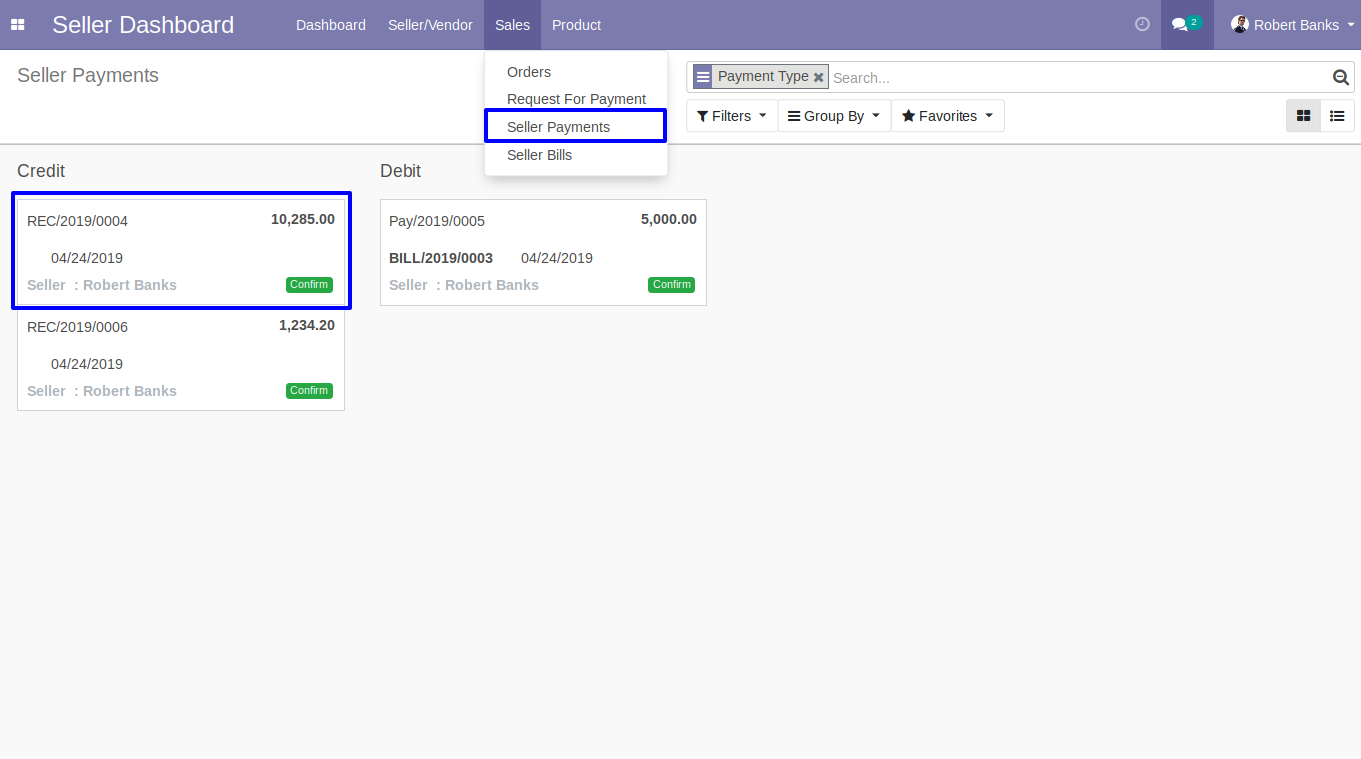 Seller Dashboard Dashboard Seller/Vendor Sales Product 2 Robert Banks
Seller Payments
Payment Type Search...
Filters Group By Favorites
Orders
Request For Payment
Seller Payments
Seller Bills
Credit
REC/2019/0004 10,285.00
04/24/2019
Seller : Robert Banks Confirm
REC/2019/0006 1,234.20
04/24/2019
Seller : Robert Banks Confirm
Debit
Pay/2019/0005 5,000.00
BILL/2019/0003 04/24/2019
Seller : Robert Banks Confirm